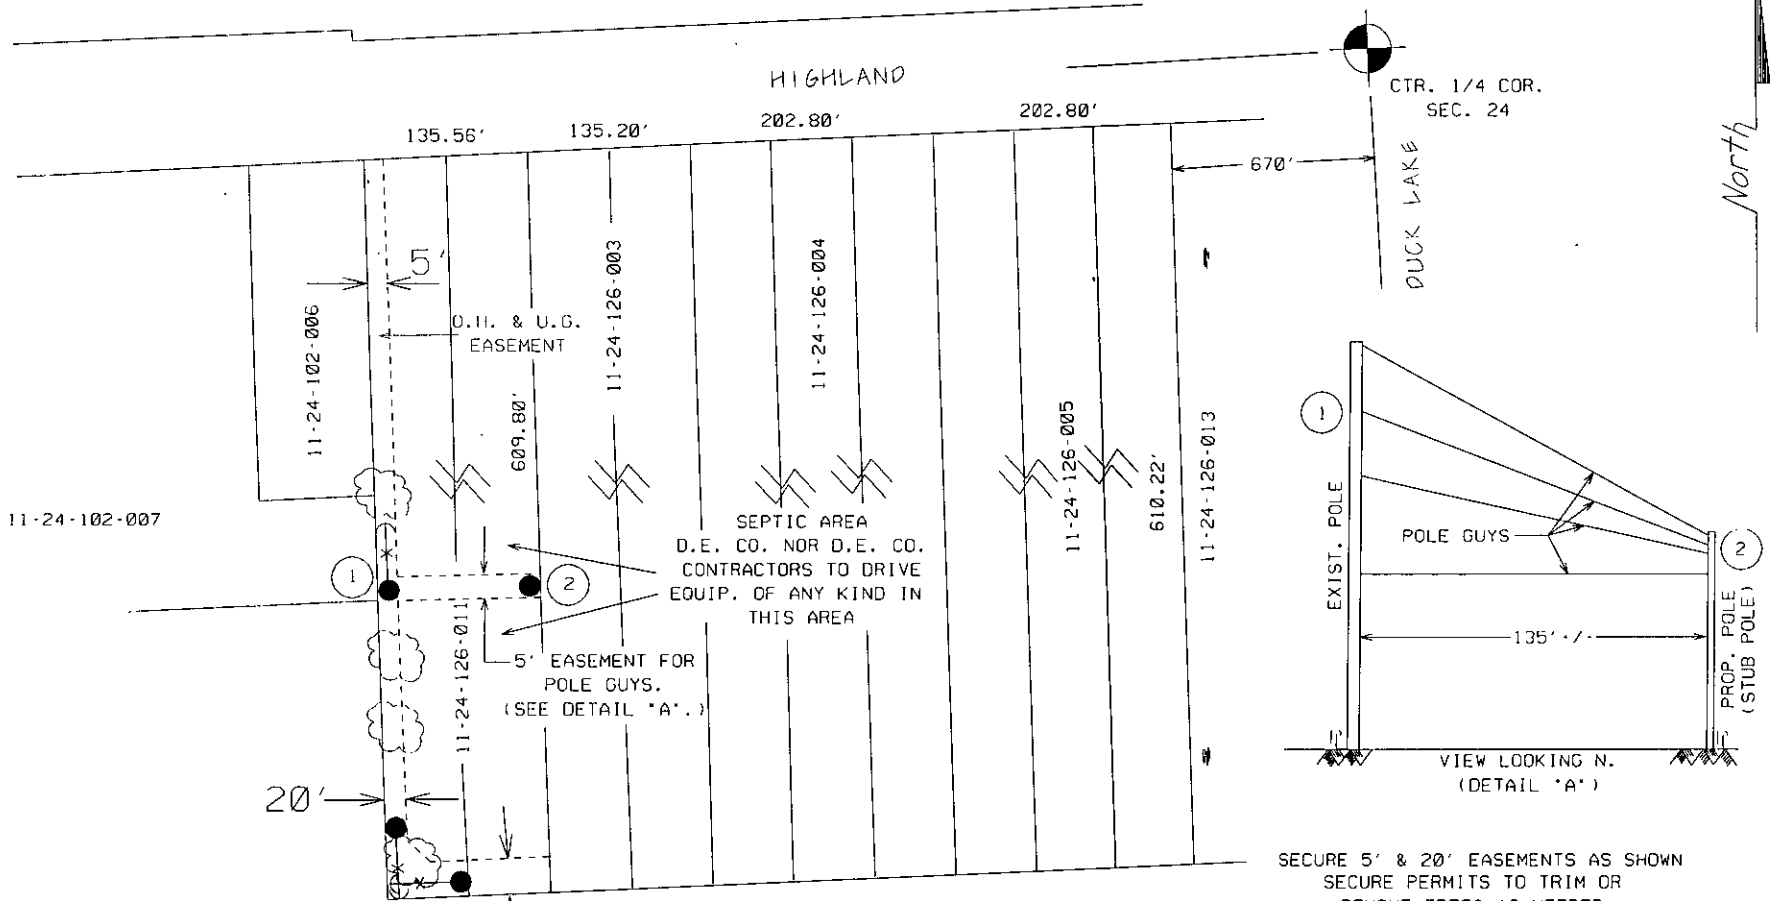 HIGHLAND
CTR. 1/4 COR.
SEC. 24
North
135.56'
135.20'
202.80'
202.80'
670'
DUCK LAKE
5'
O.H. & U.G.
EASEMENT
11-24-102-006
609.80'
11-24-126-003
11-24-126-004
11-24-126-005
610.22'
11-24-126-013
11-24-102-007
SEPTIC AREA
D.E. CO. NOR D.E. CO.
CONTRACTORS TO DRIVE
EQUIP. OF ANY KIND IN
THIS AREA
1
2
11-24-126-011
5' EASEMENT FOR
POLE GUYS.
(SEE DETAIL "A".)
20'
1
EXIST. POLE
POLE GUYS
2
135' +/-
PROP. POLE
(STUB POLE)
VIEW LOOKING N.
(DETAIL "A")
SECURE 5' & 20' EASEMENTS AS SHOWN
SECURE PERMITS TO TRIM OR